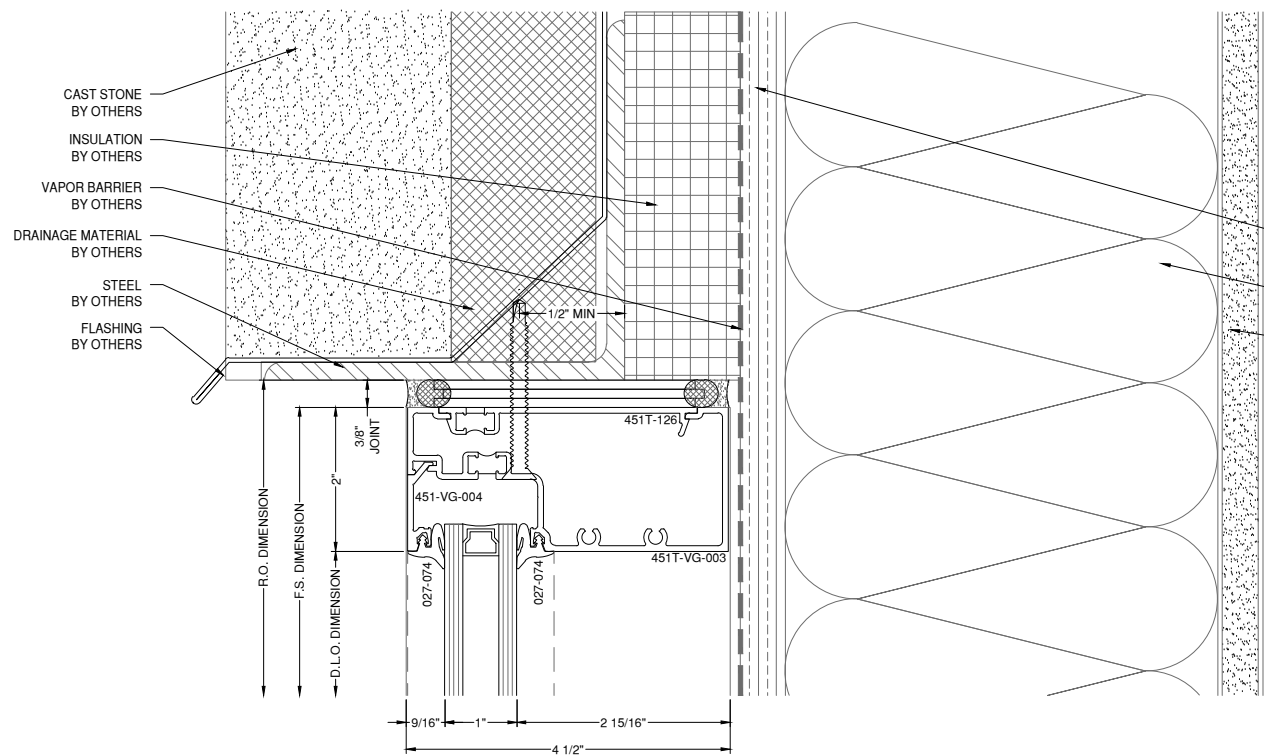 CAST STONE
BY OTHERS
INSULATION
BY OTHERS
VAPOR BARRIER
BY OTHERS
DRAINAGE MATERIAL
BY OTHERS
STEEL
BY OTHERS
FLASHING
BY OTHERS
1/2" MIN
3/8"
JOINT
451T-126
2"
451-VG-004
451T-VG-003
027-074
027-074
R.O. DIMENSION
F.S. DIMENSION
D.L.O. DIMENSION
9/16"
1"
2 15/16"
4 1/2"